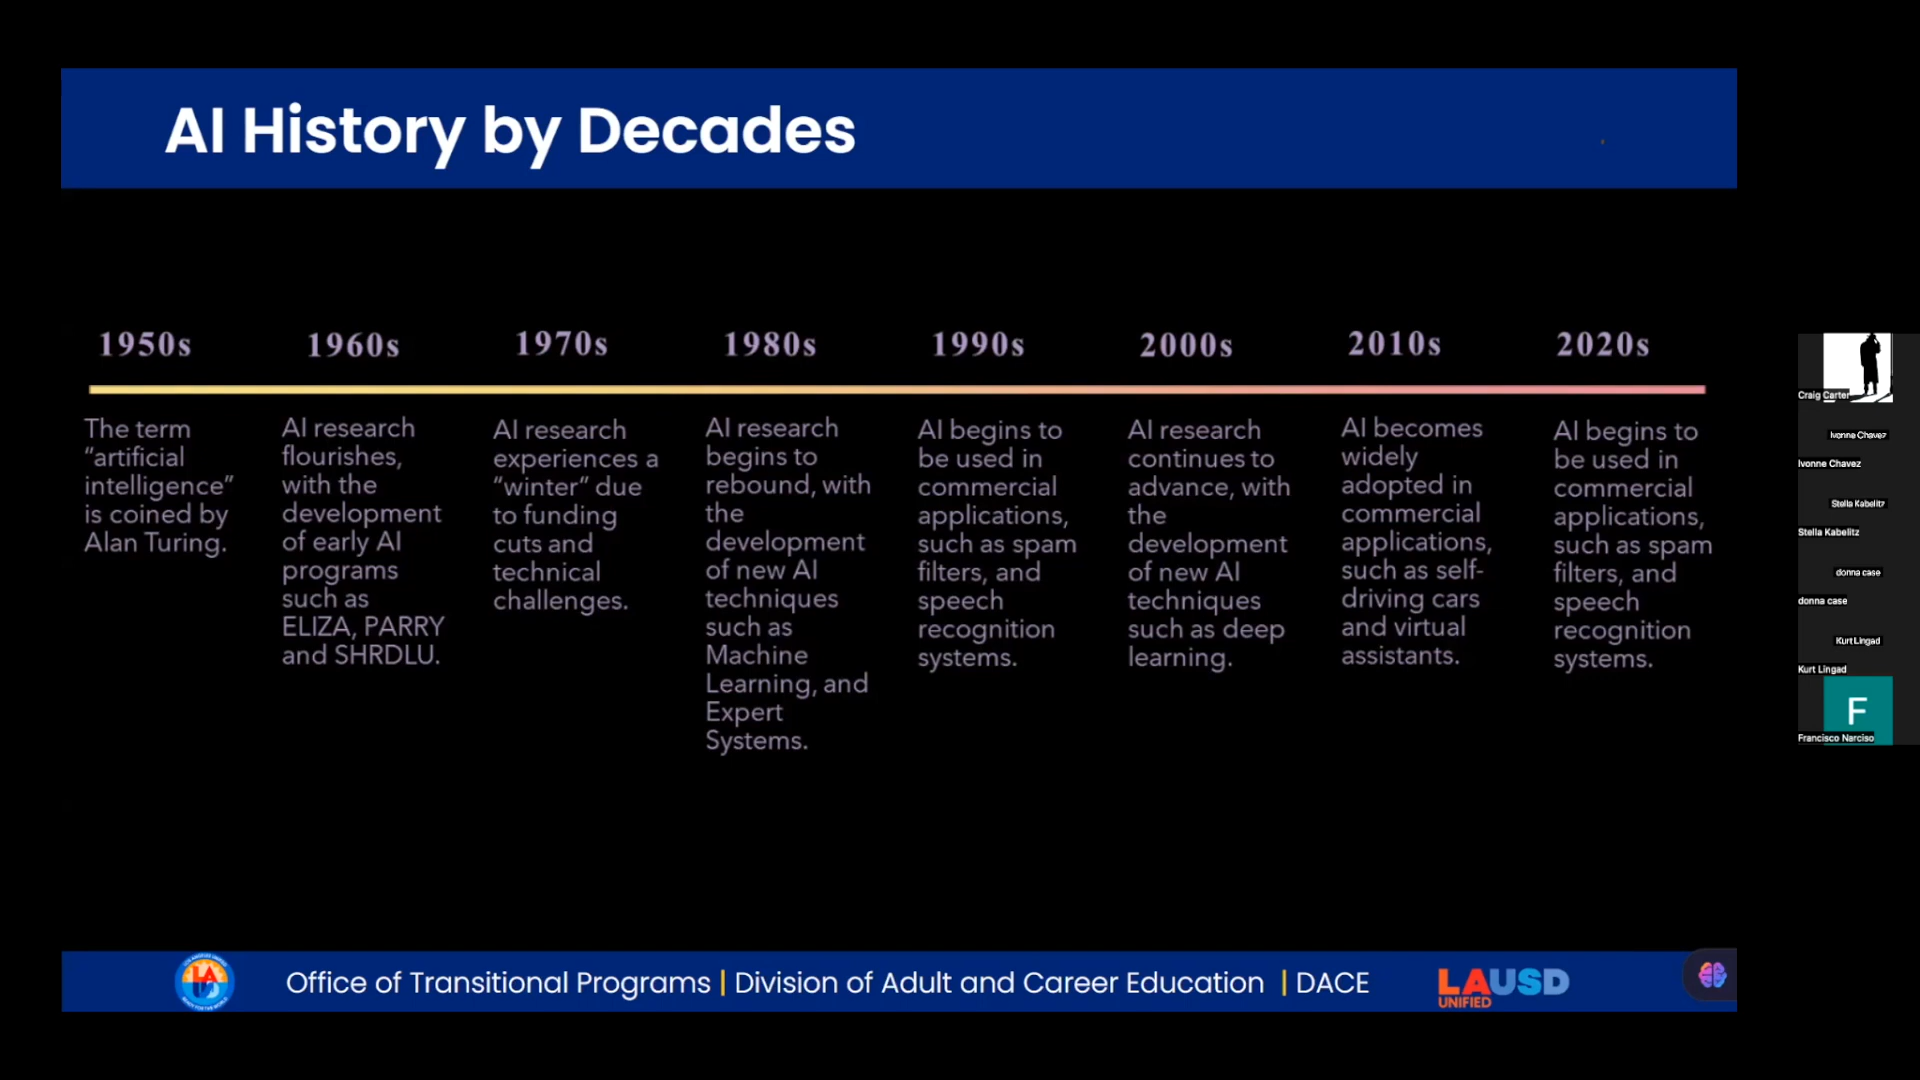 AI History by Decades
1950s
The term
“artificial
intelligence”
is coined by
Alan Turing.
1960s
AI research
flourishes,
with the
development
of early AI
programs
such as
ELIZA, PARRY
and SHRDLU.
1970s
AI research
experiences a
“winter” due
to funding
cuts and
technical
challenges.
1980s
AI research
begins to
rebound, with
the
development
of new AI
techniques
such as
Machine
Learning, and
Expert
Systems.
1990s
AI begins to
be used in
commercial
applications,
such as spam
filters, and
speech
recognition
systems.
2000s
AI research
continues to
advance, with
the
development
of new AI
techniques
such as deep
learning.
2010s
AI becomes
widely
adopted in
commercial
applications,
such as self-
driving cars
and virtual
assistants.
2020s
AI begins to
be used in
commercial
applications,
such as spam
filters, and
speech
recognition
systems.
Craig Carter
Ivonne Chavez
Ivonne Chavez
Stella Kabelitz
Stella Kabelitz
donna case
donna case
Kurt Lingad
Kurt Lingad
F
Francisco Narciso
Office of Transitional Programs | Division of Adult and Career Education | DACE
LAUSD
UNIFIED